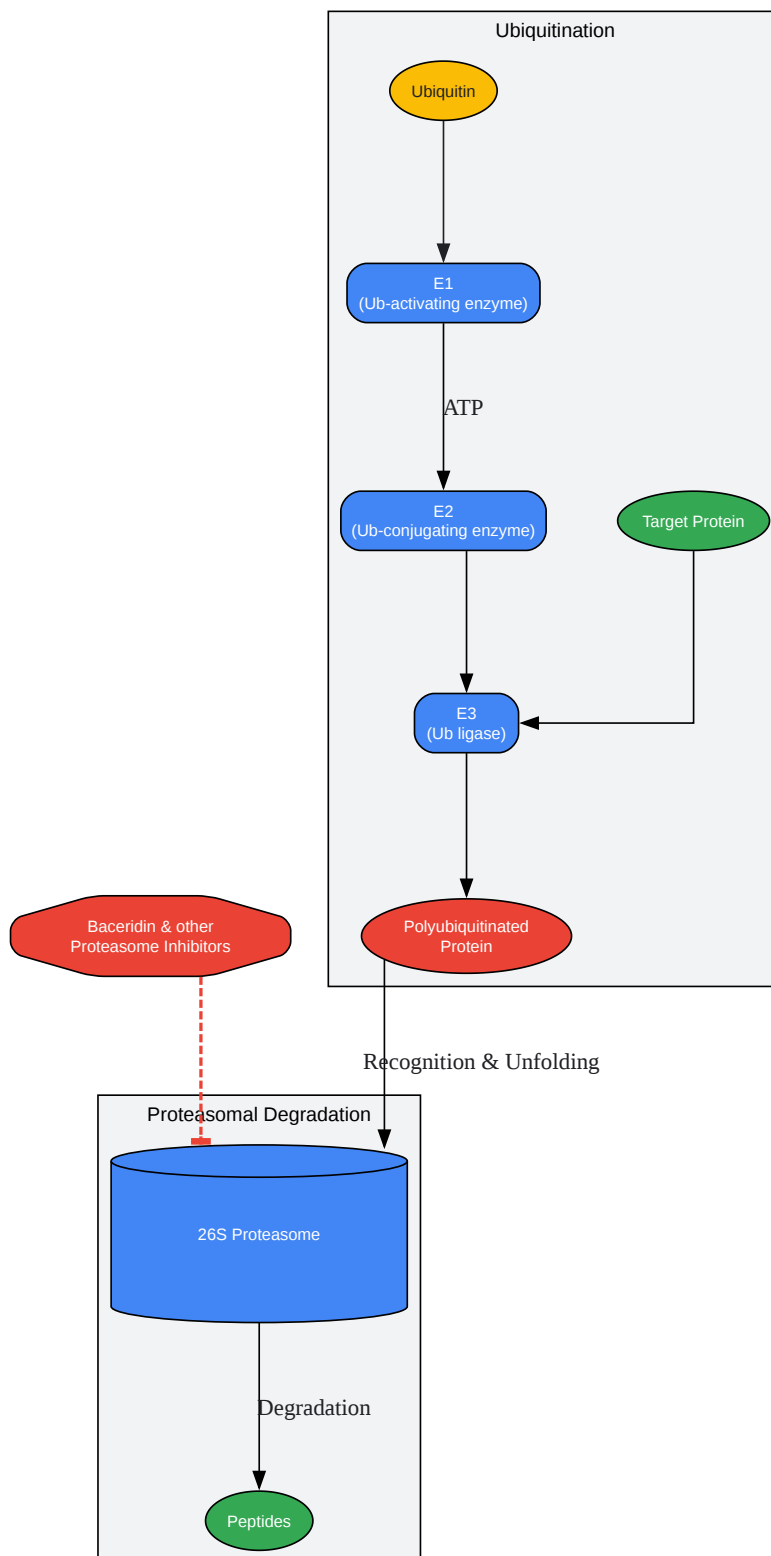 Ubiquitination
Ubiquitin
E1
(Ub-activating enzyme)
ATP
E2
(Ub-conjugating enzyme)
Target Protein
E3
(Ub ligase)
Baceridin & other
Proteasome Inhibitors
Polyubiquitinated
Protein
Recognition & Unfolding
Proteasomal Degradation
26S Proteasome
Degradation
Peptides